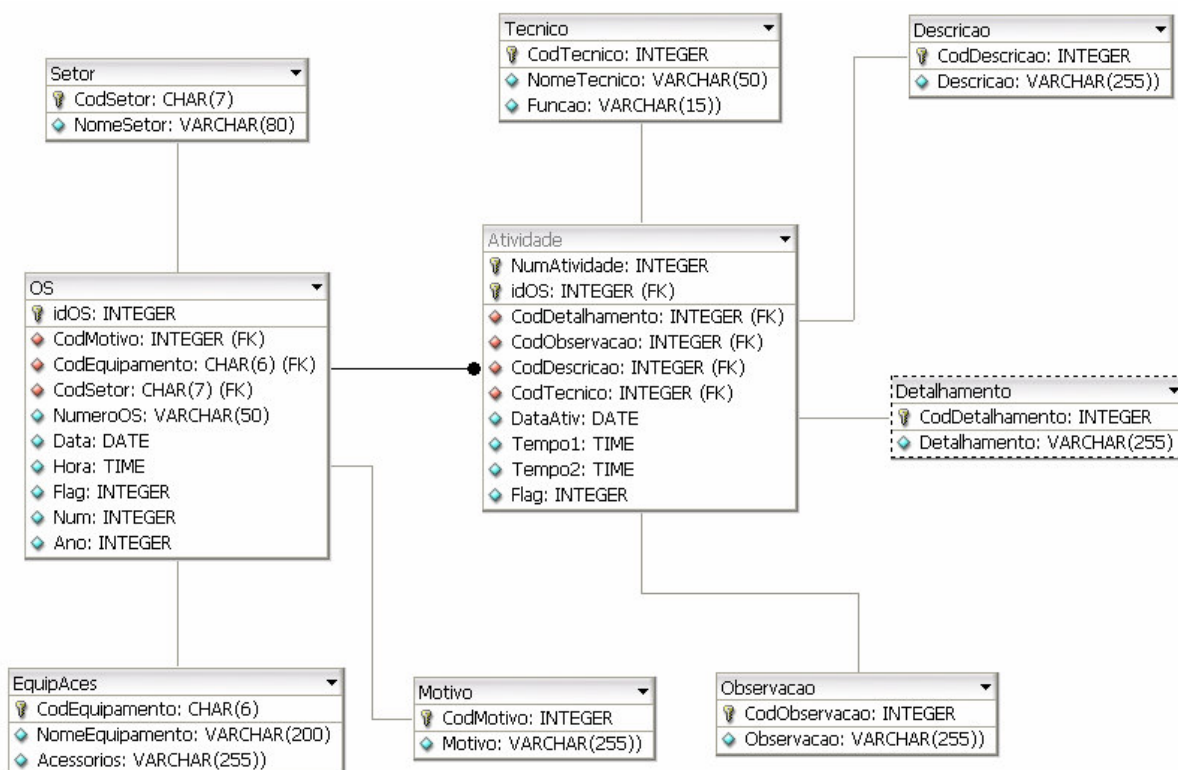 Setor
CodSetor: CHAR(7)
NomeSetor: VARCHAR(80)
Tecnico
CodTecnico: INTEGER
NomeTecnico: VARCHAR(50)
Funcao: VARCHAR(15))
Descricao
CodDescricao: INTEGER
Descricao: VARCHAR(255))
OS
idOS: INTEGER
CodMotivo: INTEGER (FK)
CodEquipamento: CHAR(6) (FK)
CodSetor: CHAR(7) (FK)
NumeroOS: VARCHAR(50)
Data: DATE
Hora: TIME
Flag: INTEGER
Num: INTEGER
Ano: INTEGER
Atividade
NumAtividade: INTEGER
idOS: INTEGER (FK)
CodDetalhamento: INTEGER (FK)
CodObservacao: INTEGER (FK)
CodDescricao: INTEGER (FK)
CodTecnico: INTEGER (FK)
DataAtiv: DATE
Tempo1: TIME
Tempo2: TIME
Flag: INTEGER
Detalhamento
CodDetalhamento: INTEGER
Detalhamento: VARCHAR(255)
EquipAces
CodEquipamento: CHAR(6)
NomeEquipamento: VARCHAR(200)
Acessorios: VARCHAR(255))
Motivo
CodMotivo: INTEGER
Motivo: VARCHAR(255))
Observacao
CodObservacao: INTEGER
Observacao: VARCHAR(255))